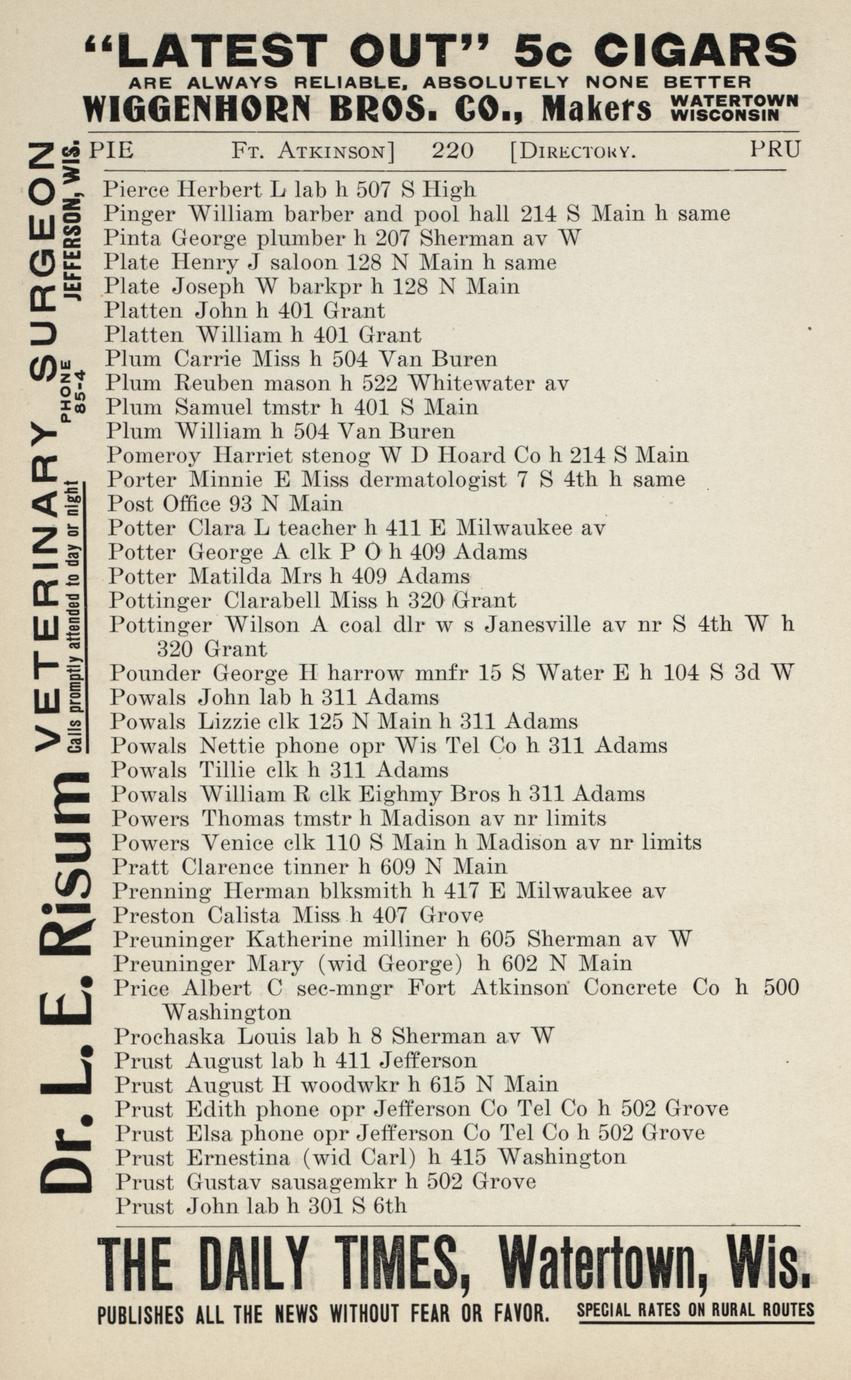 "LATEST OUT" 5c CIGARS
ARE ALWAYS RELIABLE, ABSOLUTELY NONE BETTER
WIGGENHORN BROS. CO., Makers WATERTOWN WISCONSIN
PIE FT. ATKINSON] 220 [DIRECTORY. PRU
Pierce Herbert L lab h 507 S High
Pinger William barber and pool hall 214 S Main h same
Pinta George plumber h 207 Sherman av W
Plate Henry J saloon 128 N Main h same
Plate Joseph W barkpr h 128 N Main
Platten John h 401 Grant
Platten William h 401 Grant
Plum Carrie Miss h 504 Van Buren
Plum Reuben mason h 522 Whitewater av
Plum Samuel tmstr h 401 S Main
Plum William h 504 Van Buren
Pomeroy Harriet stenog W D Hoard Co h 214 S Main
Porter Minnie E Miss dermatologist 7 S 4th h same
Post Office 93 N Main
Potter Clara L teacher h 411 E Milwaukee av
Potter George A clk P O h 409 Adams
Potter Matilda Mrs h 409 Adams
Pottinger Clarabell Miss h 320 Grant
Pottinger Wilson A coal dlr w s Janesville av nr S 4th W h
320 Grant
Pounder George H harrow mnfr 15 S Water E h 104 S 3d W
Powals John lab h 311 Adams
Powals Lizzie clk 125 N Main h 311 Adams
Powals Nettie phone opr Wis Tel Co h 311 Adams
Powals Tillie clk h 311 Adams
Powals William R clk Eighmy Bros h 311 Adams
Powers Thomas tmstr h Madison av nr limits
Powers Venice clk 110 S Main h Madison av nr limits
Pratt Clarence tinner h 609 N Main
Prenning Herman blksmith h 417 E Milwaukee av
Preston Calista Miss h 407 Grove
Preuninger Katherine milliner h 605 Sherman av W
Preuninger Mary (wid George) h 602 N Main
Price Albert C sec-mngr Fort Atkinson Concrete Co h 500
Washington
Prochaska Louis lab h 8 Sherman av W
Prust August lab h 411 Jefferson
Prust August H woodwkr h 615 N Main
Prust Edith phone opr Jefferson Co Tel Co h 502 Grove
Prust Elsa phone opr Jefferson Co Tel Co h 502 Grove
Prust Ernestina (wid Carl) h 415 Washington
Prust Gustav sausagemkr h 502 Grove
Prust John lab h 301 S 6th
Dr. L. E. Risum VETERINARY SURGEON
Calls promptly attended to day or night
PHONE
85-4
JEFFERSON, WIS.
THE DAILY TIMES, Watertown, Wis.
PUBLISHES ALL THE NEWS WITHOUT FEAR OR FAVOR. SPECIAL RATES ON RURAL ROUTES